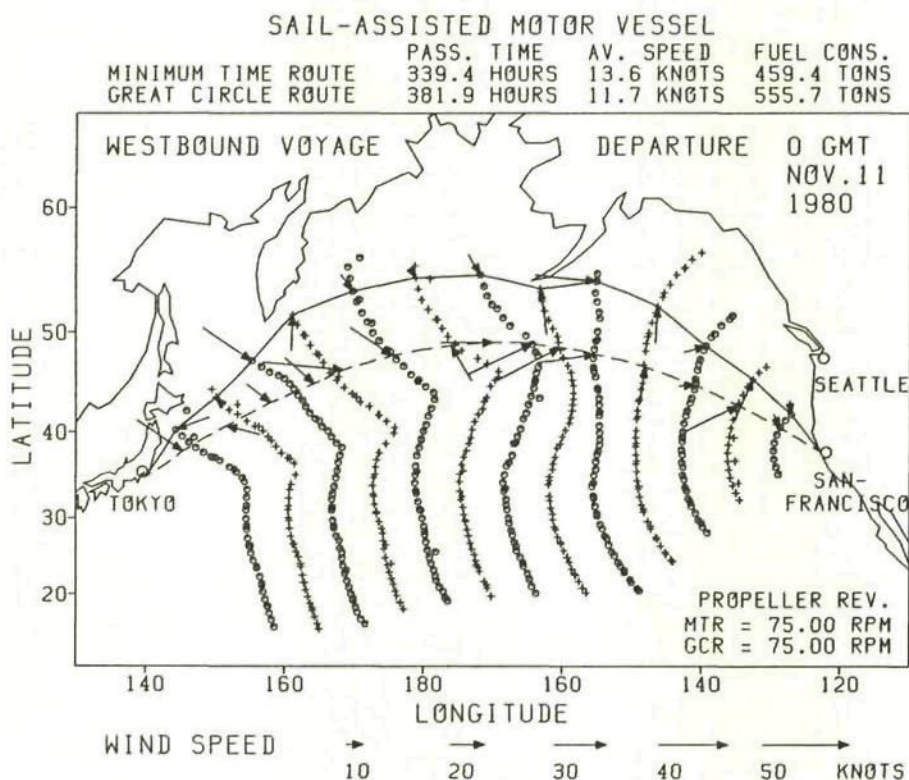 SAIL-ASSISTED MOTOR VESSEL
PASS. TIME AV. SPEED FUEL CONS.
MINIMUM TIME ROUTE 339.4 HOURS 13.6 KNOTS 459.4 TONS
GREAT CIRCLE ROUTE 381.9 HOURS 11.7 KNOTS 555.7 TONS
WESTBOUND VOYAGE DEPARTURE 0 GMT
NOV.11
1980
60
50
40
30
20
LATITUDE
SEATTLE
SAN-
FRANCISCO
TOKYO
PROPELLER REV.
MTR = 75.00 RPM
GCR = 75.00 RPM
140 160 180 160 140 120
LONGITUDE
WIND SPEED
10 20 30 40 50 KNOTS